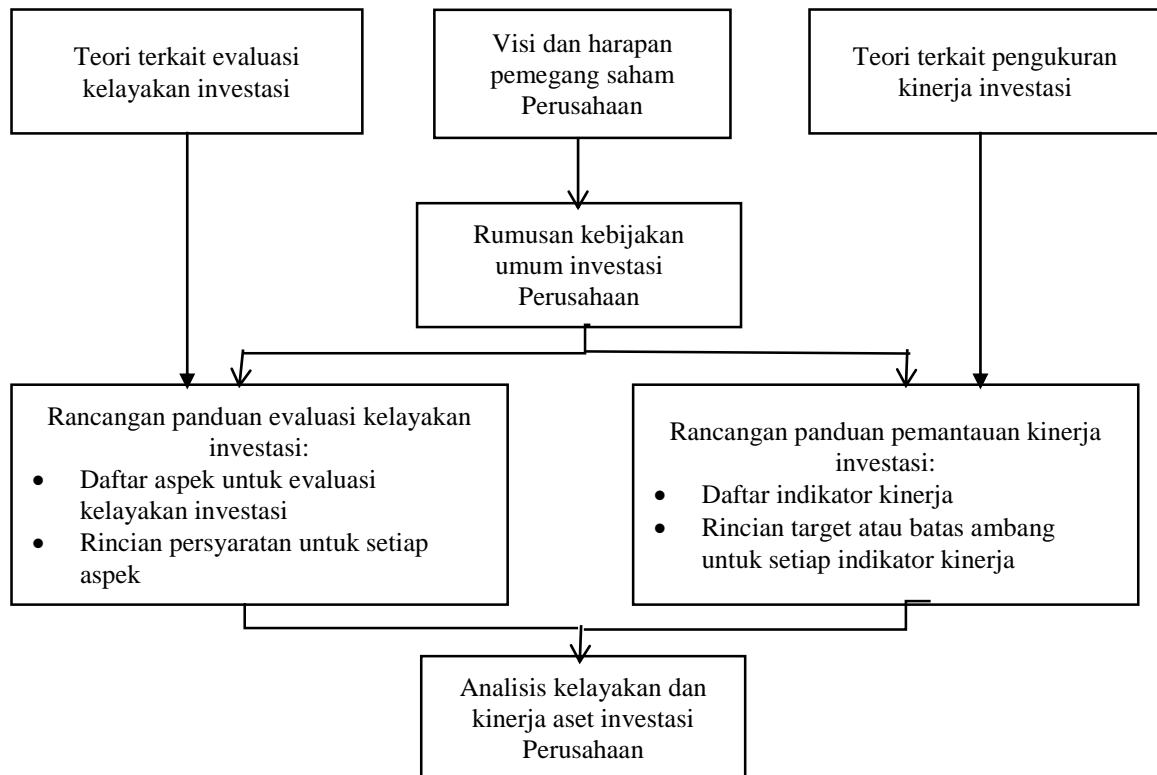 Teori terkait evaluasi
kelayakan investasi
Visi dan harapan
pemegang saham
Perusahaan
Teori terkait pengukuran
kinerja investasi
Rumusan kebijakan
umum investasi
Perusahaan
Rancangan panduan evaluasi kelayakan
investasi:
• Daftar aspek untuk evaluasi
kelayakan investasi
• Rincian persyaratan untuk setiap
aspek
Rancangan panduan pemantauan kinerja
investasi:
• Daftar indikator kinerja
• Rincian target atau batas ambang
untuk setiap indikator kinerja
Analisis kelayakan dan
kinerja aset investasi
Perusahaan